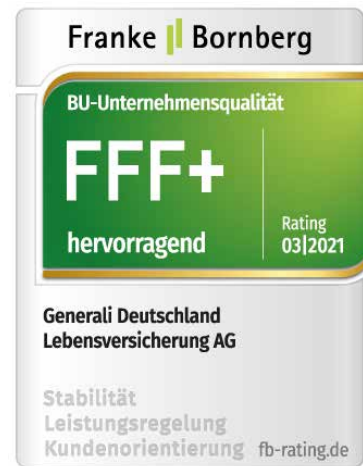 Franke Bornberg
BU-Unternehmensqualität
FFF+
hervorragend
Rating
03|2021
Generali Deutschland
Lebensversicherung AG
Stabilität
Leistungsregelung
Kundenorientierung
fb-rating.de